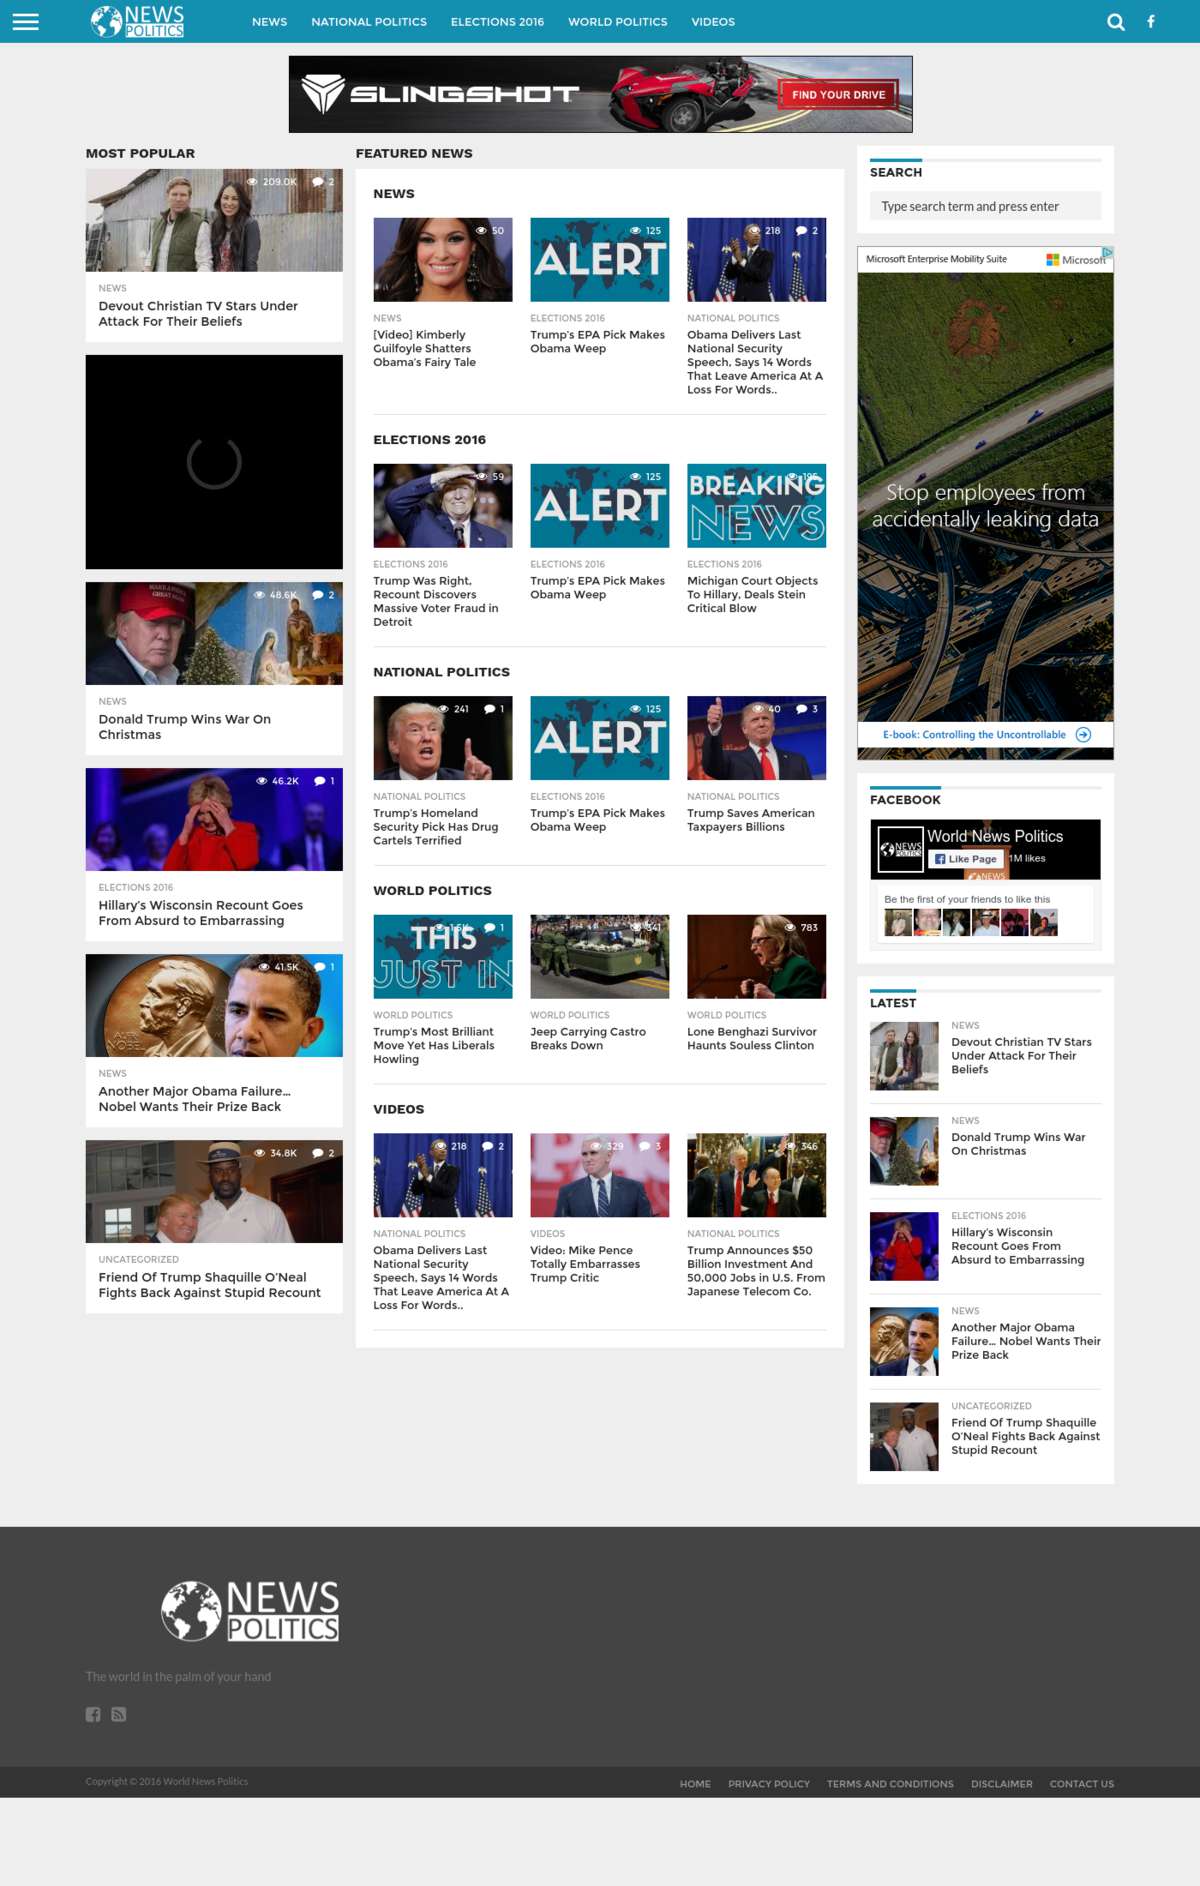 NEWS
POLITICS
NEWS
NATIONAL POLITICS
ELECTIONS 2016
WORLD POLITICS
VIDEOS
SLINGSHOT
FIND YOUR DRIVE
MOST POPULAR
209.0K 2
NEWS
Devout Christian TV Stars Under
Attack For Their Beliefs
48.6K 2
NEWS
Donald Trump Wins War On
Christmas
46.2K 1
ELECTIONS 2016
Hillary's Wisconsin Recount Goes
From Absurd to Embarrassing
41.5K 1
NEWS
Another Major Obama Failure...
Nobel Wants Their Prize Back
34.8K 2
UNCATEGORIZED
Friend Of Trump Shaquille O'Neal
Fights Back Against Stupid Recount
FEATURED NEWS
NEWS
50
NEWS
[Video] Kimberly
Guilfoyle Shatters
Obama's Fairy Tale
125
ALERT
ELECTIONS 2016
Trump's EPA Pick Makes
Obama Weep
218 2
NATIONAL POLITICS
Obama Delivers Last
National Security
Speech, Says 14 Words
That Leave America At A
Loss For Words..
ELECTIONS 2016
59
ELECTIONS 2016
Trump Was Right,
Recount Discovers
Massive Voter Fraud in
Detroit
125
ALERT
ELECTIONS 2016
Trump's EPA Pick Makes
Obama Weep
BREAKING
NEWS
ELECTIONS 2016
Michigan Court Objects
To Hillary, Deals Stein
Critical Blow
NATIONAL POLITICS
241 1
NATIONAL POLITICS
Trump's Homeland
Security Pick Has Drug
Cartels Terrified
125
ALERT
ELECTIONS 2016
Trump's EPA Pick Makes
Obama Weep
40 3
NATIONAL POLITICS
Trump Saves American
Taxpayers Billions
WORLD POLITICS
1
THIS
JUST IN
WORLD POLITICS
Trump's Most Brilliant
Move Yet Has Liberals
Howling
341
WORLD POLITICS
Jeep Carrying Castro
Breaks Down
783
WORLD POLITICS
Lone Benghazi Survivor
Haunts Souless Clinton
VIDEOS
218 2
NATIONAL POLITICS
Obama Delivers Last
National Security
Speech, Says 14 Words
That Leave America At A
Loss For Words..
329 3
VIDEOS
Video: Mike Pence
Totally Embarrasses
Trump Critic
346
NATIONAL POLITICS
Trump Announces $50
Billion Investment And
50,000 Jobs in U.S. From
Japanese Telecom Co.
SEARCH
Type search term and press enter
Microsoft Enterprise Mobility Suite
Microsoft
Stop employees from
accidentally leaking data
E-book: Controlling the Uncontrollable
FACEBOOK
NEWS
POLITICS
World News Politics
Like Page
1M likes
NEWS
Be the first of your friends to like this
LATEST
NEWS
Devout Christian TV Stars
Under Attack For Their
Beliefs
NEWS
Donald Trump Wins War
On Christmas
ELECTIONS 2016
Hillary's Wisconsin
Recount Goes From
Absurd to Embarrassing
NEWS
Another Major Obama
Failure... Nobel Wants Their
Prize Back
UNCATEGORIZED
Friend Of Trump Shaquille
O'Neal Fights Back Against
Stupid Recount
NEWS
POLITICS
The world in the palm of your hand
Copyright © 2016 World News Politics
HOME
PRIVACY POLICY
TERMS AND CONDITIONS
DISCLAIMER
CONTACT US